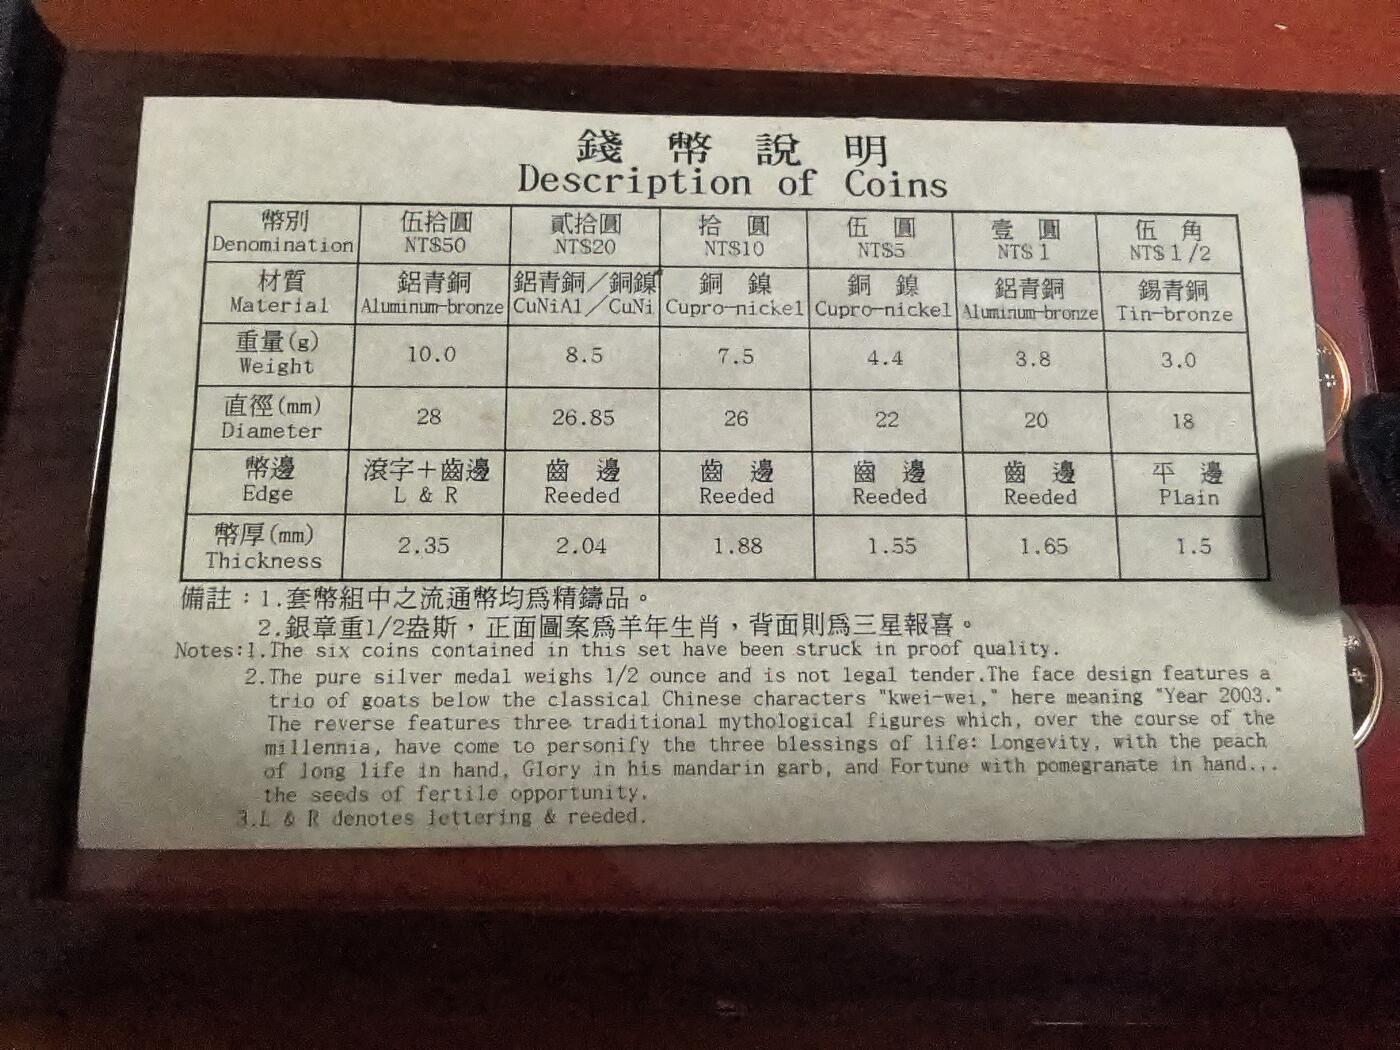 錢 幣 說 明
Description of Coins
幣別 伍拾圓 貳拾圓 拾 圓 伍 圓 壹 圓 伍 角
Denomination NT$50 NT$20 NT$10 NT$5 NT$1 NT$1/2
材質 鋁青銅 鋁青銅／銅鎳 銅 鎳 銅 鎳 鋁青銅 錫青銅
Material Aluminum-bronze CuNiAl／CuNi Cupro-nickel Cupro-nickel Aluminum-bronze Tin-bronze
重量(g)
Weight 10.0 8.5 7.5 4.4 3.8 3.0
直徑(mm)
Diameter 28 26.85 26 22 20 18
幣邊 滾字＋齒邊 齒 邊 齒 邊 齒 邊 齒 邊 平 邊
Edge L & R Reeded Reeded Reeded Reeded Plain
幣厚(mm)
Thickness 2.35 2.04 1.88 1.55 1.65 1.5
備註：1.套幣組中之流通幣均爲精鑄品。
2.銀章重1/2盎斯，正面圖案爲羊年生肖，背面則爲三星報喜。
Notes:1.The six coins contained in this set have been struck in proof quality.
2.The pure silver medal weighs 1/2 ounce and is not legal tender.The face design features a
trio of goats below the classical Chinese characters "kwei-wei," here meaning "Year 2003."
The reverse features three traditional mythological figures which, over the course of the
millennia, have come to personify the three blessings of life: Longevity, with the peach
of long life in hand, Glory in his mandarin garb, and Fortune with pomegranate in hand...
the seeds of fertile opportunity.
3.L & R denotes lettering & reeded.